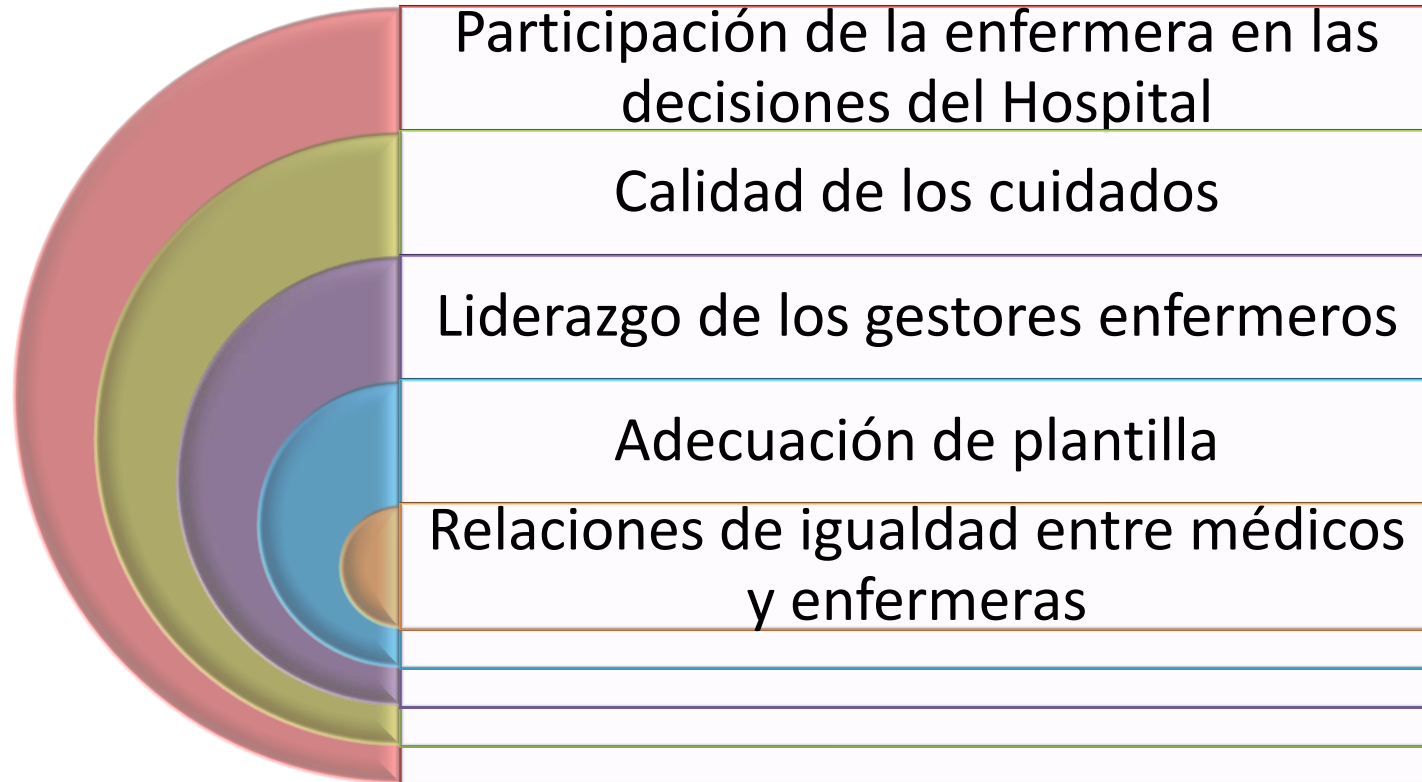 Participación de la enfermera en las
decisiones del Hospital
Calidad de los cuidados
Liderazgo de los gestores enfermeros
Adecuación de plantilla
Relaciones de igualdad entre médicos
y enfermeras